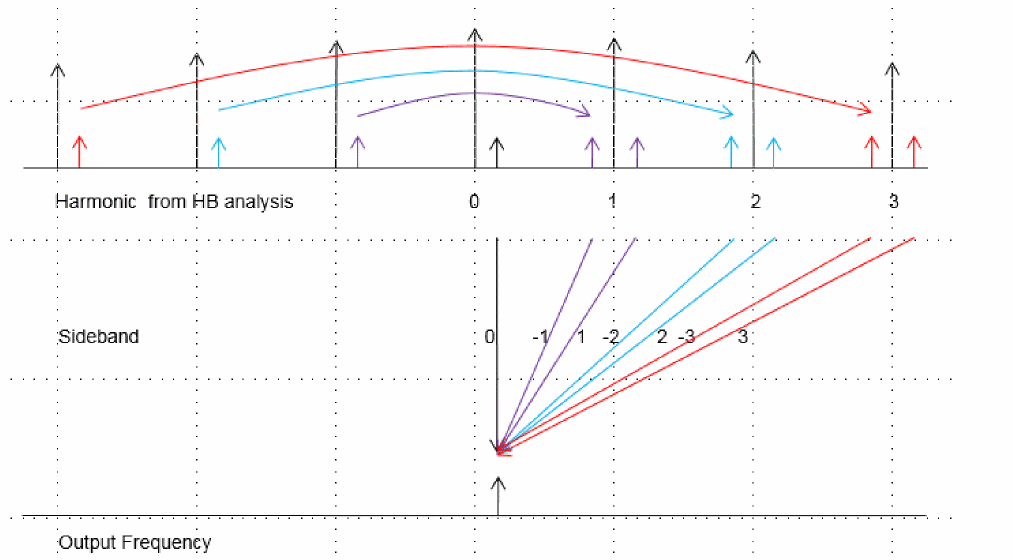 Harmonic from HB analysis 0 1 2 3
Sideband 0 -1 1 -2 2 -3 3
Output Frequency